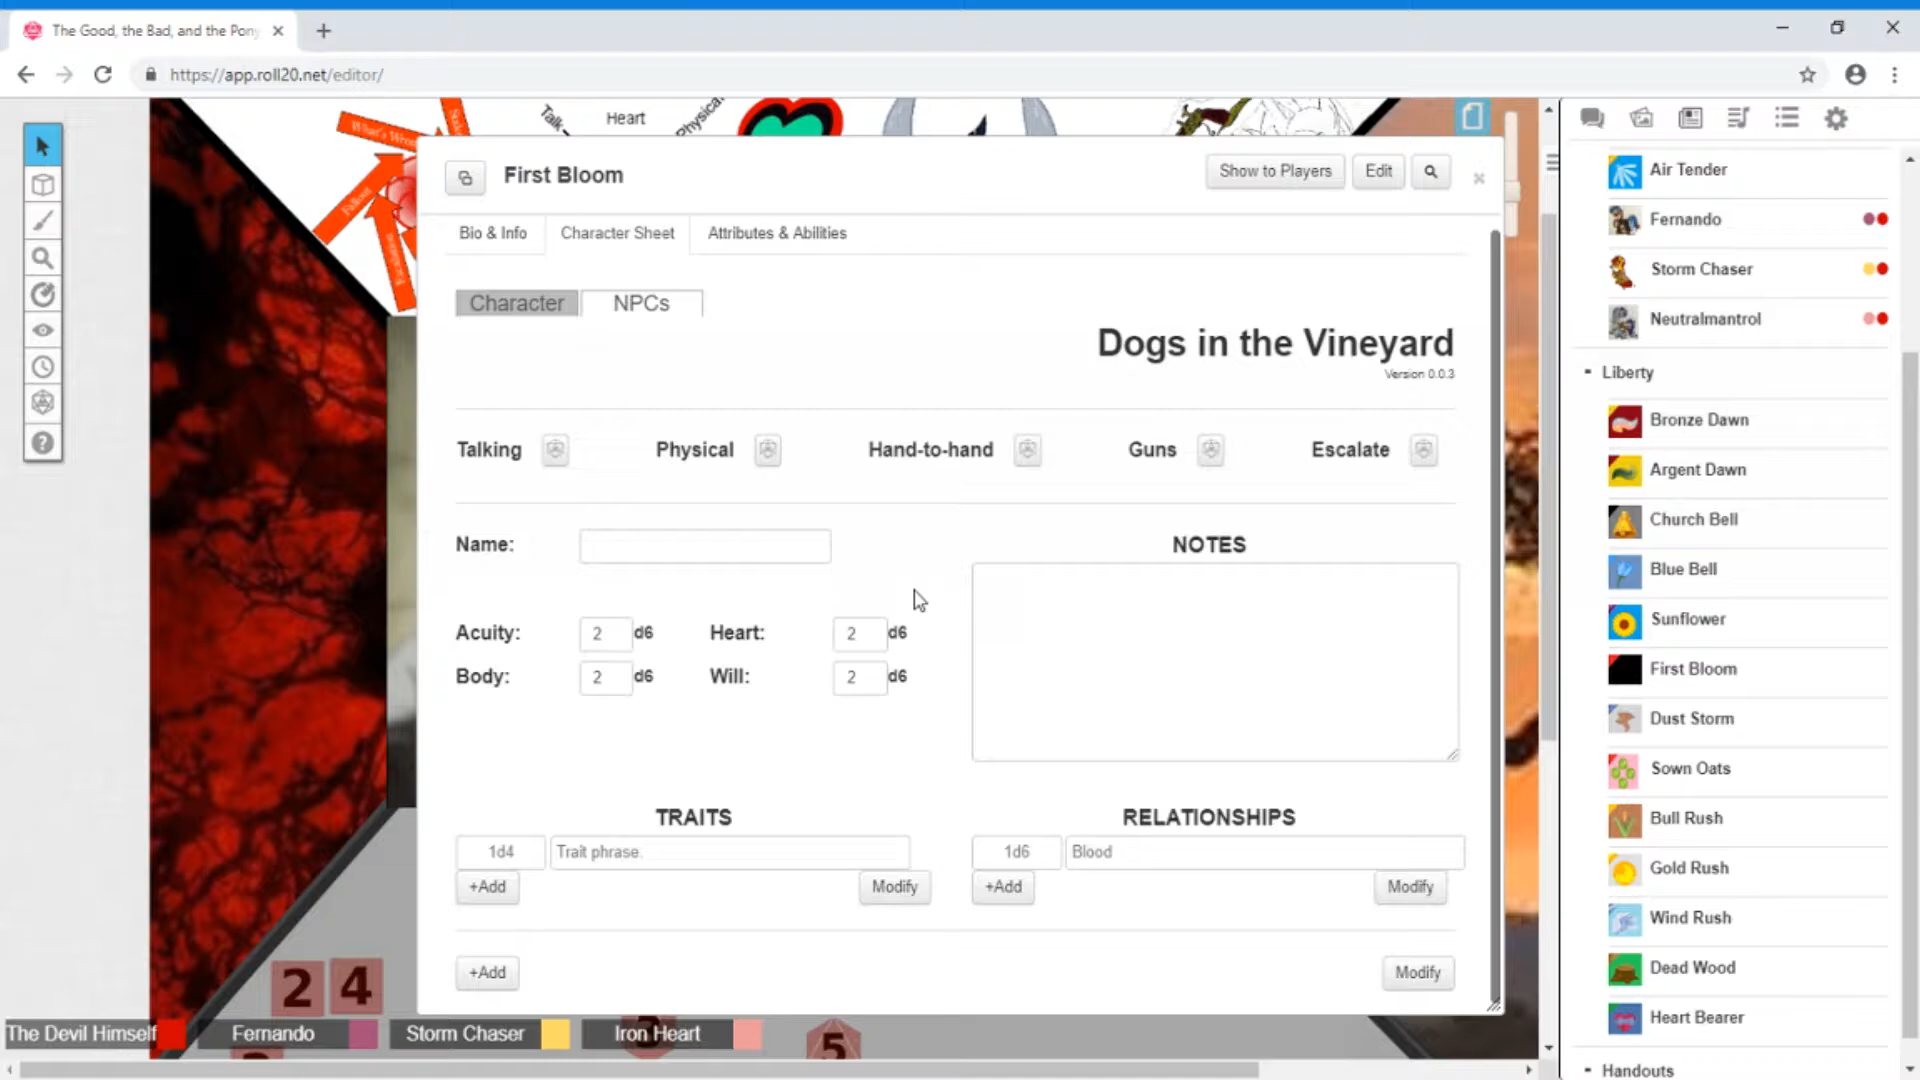 The Good, the Bad, and the Pony
https://app.roll20.net/editor/
What's Wrong
Talk
Heart
Physical
First Bloom
Show to Players
Edit
Bio & Info
Character Sheet
Attributes & Abilities
Character
NPCs
Dogs in the Vineyard
Version 0.0.3
Talking
Physical
Hand-to-hand
Guns
Escalate
Name:
NOTES
Acuity: 2 d6
Heart: 2 d6
Body: 2 d6
Will: 2 d6
TRAITS
RELATIONSHIPS
1d4
Trait phrase.
1d6
Blood
+Add
Modify
+Add
Modify
+Add
Modify
2 4
5
The Devil Himself
Fernando
Storm Chaser
Iron Heart
Air Tender
Fernando
Storm Chaser
Neutralmantrol
Liberty
Bronze Dawn
Argent Dawn
Church Bell
Blue Bell
Sunflower
First Bloom
Dust Storm
Sown Oats
Bull Rush
Gold Rush
Wind Rush
Dead Wood
Heart Bearer
Handouts